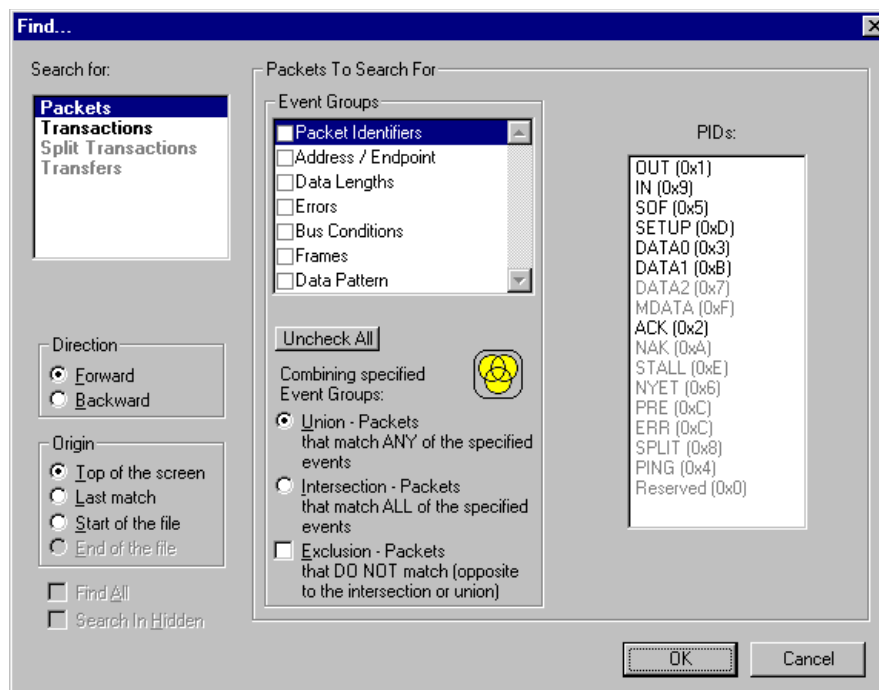 Find...
Search for:
Packets
Transactions
Split Transactions
Transfers
Direction
Forward
Backward
Origin
Top of the screen
Last match
Start of the file
End of the file
Find All
Search In Hidden
Packets To Search For
Event Groups
Packet Identifiers
Address / Endpoint
Data Lengths
Errors
Bus Conditions
Frames
Data Pattern
Uncheck All
Combining specified
Event Groups:
Union - Packets
that match ANY of the specified
events
Intersection - Packets
that match ALL of the specified
events
Exclusion - Packets
that DO NOT match (opposite
to the intersection or union)
PIDs:
OUT (0x1)
IN (0x9)
SOF (0x5)
SETUP (0xD)
DATA0 (0x3)
DATA1 (0xB)
DATA2 (0x7)
MDATA (0xF)
ACK (0x2)
NAK (0xA)
STALL (0xE)
NYET (0x6)
PRE (0xC)
ERR (0xC)
SPLIT (0x8)
PING (0x4)
Reserved (0x0)
OK
Cancel